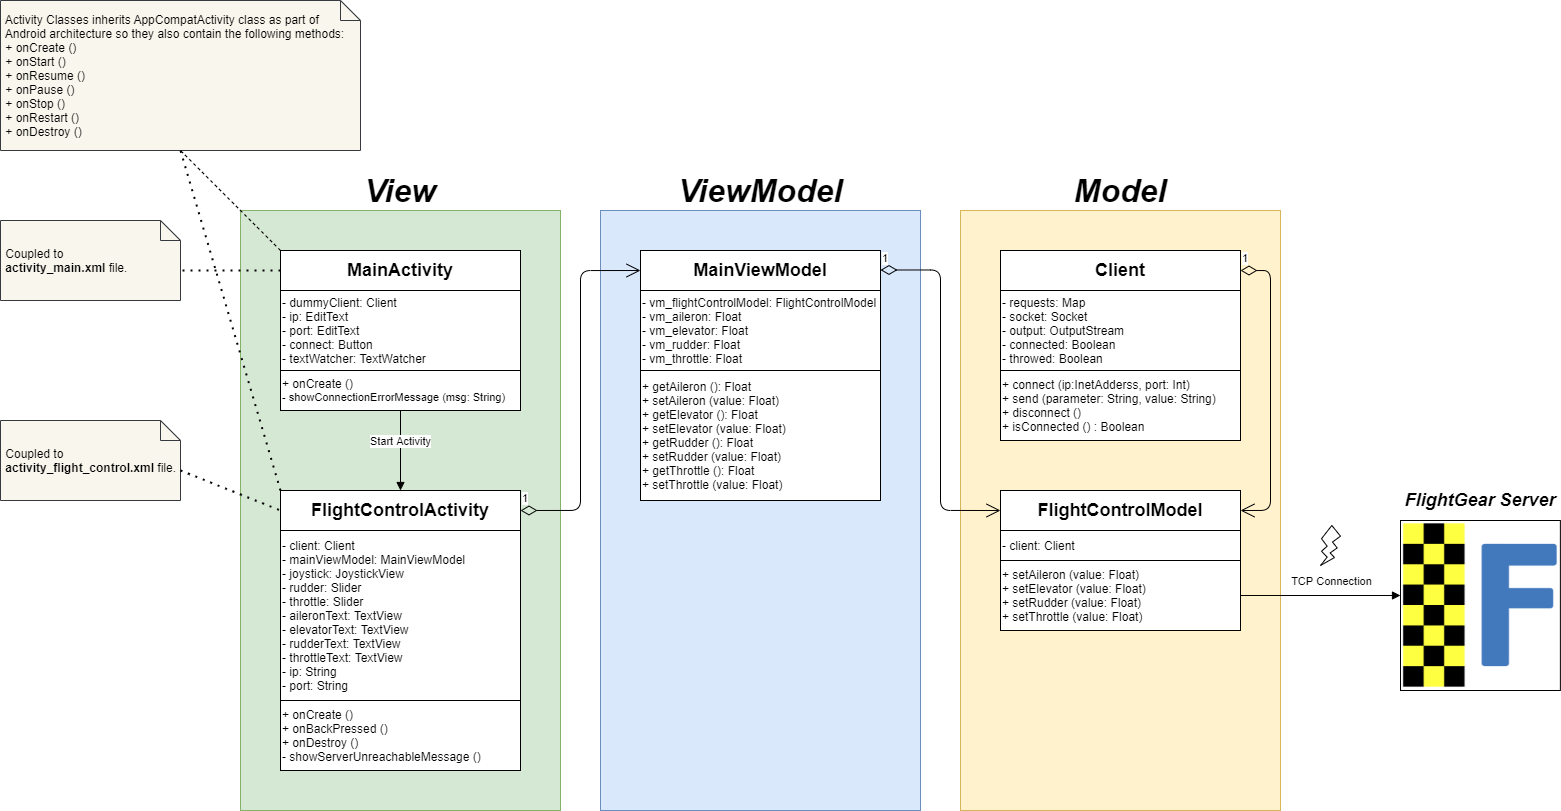 Activity Classes inherits AppCompatActivity class as part of
Android architecture so they also contain the following methods:
+ onCreate ()
+ onStart ()
+ onResume ()
+ onPause ()
+ onStop ()
+ onRestart ()
+ onDestroy ()
Coupled to
activity_main.xml file.
Coupled to
activity_flight_control.xml file.
View
MainActivity
- dummyClient: Client
- ip: EditText
- port: EditText
- connect: Button
- textWatcher: TextWatcher
+ onCreate ()
- showConnectionErrorMessage (msg: String)
Start Activity
FlightControlActivity
1
- client: Client
- mainViewModel: MainViewModel
- joystick: JoystickView
- rudder: Slider
- throttle: Slider
- aileronText: TextView
- elevatorText: TextView
- rudderText: TextView
- throttleText: TextView
- ip: String
- port: String
+ onCreate ()
+ onBackPressed ()
+ onDestroy ()
- showServerUnreachableMessage ()
ViewModel
MainViewModel
1
- vm_flightControlModel: FlightControlModel
- vm_aileron: Float
- vm_elevator: Float
- vm_rudder: Float
- vm_throttle: Float
+ getAileron (): Float
+ setAileron (value: Float)
+ getElevator (): Float
+ setElevator (value: Float)
+ getRudder (): Float
+ setRudder (value: Float)
+ getThrottle (): Float
+ setThrottle (value: Float)
Model
Client
1
- requests: Map
- socket: Socket
- output: OutputStream
- connected: Boolean
- throwed: Boolean
+ connect (ip:InetAdderss, port: Int)
+ send (parameter: String, value: String)
+ disconnect ()
+ isConnected () : Boolean
FlightControlModel
- client: Client
+ setAileron (value: Float)
+ setElevator (value: Float)
+ setRudder (value: Float)
+ setThrottle (value: Float)
TCP Connection
FlightGear Server
F